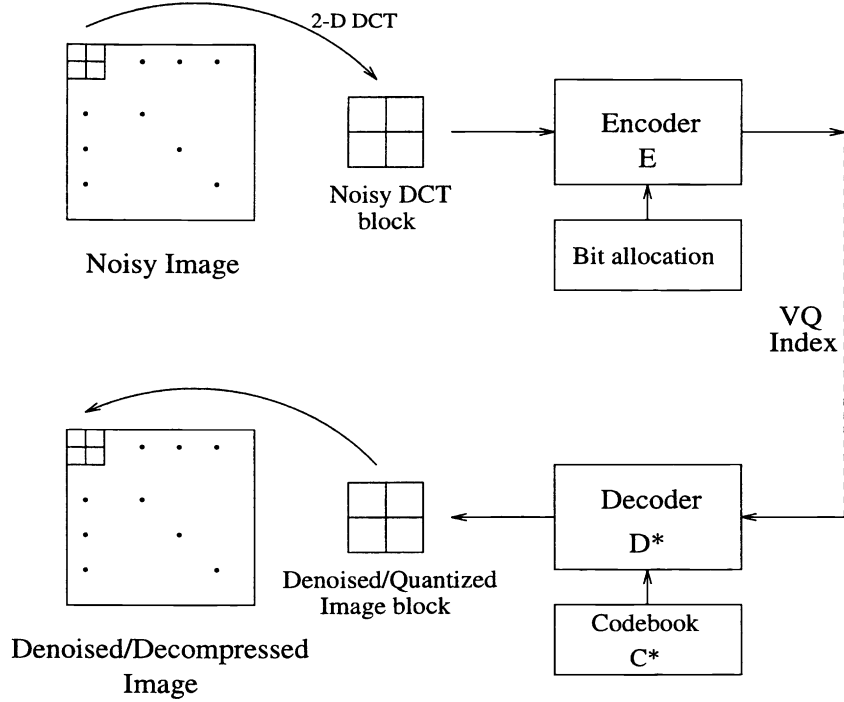 2-D DCT
Encoder
E
Noisy DCT
block
Noisy Image
Bit allocation
VQ
Index
Decoder
D*
Denoised/Quantized
Image block
Codebook
C*
Denoised/Decompressed
Image